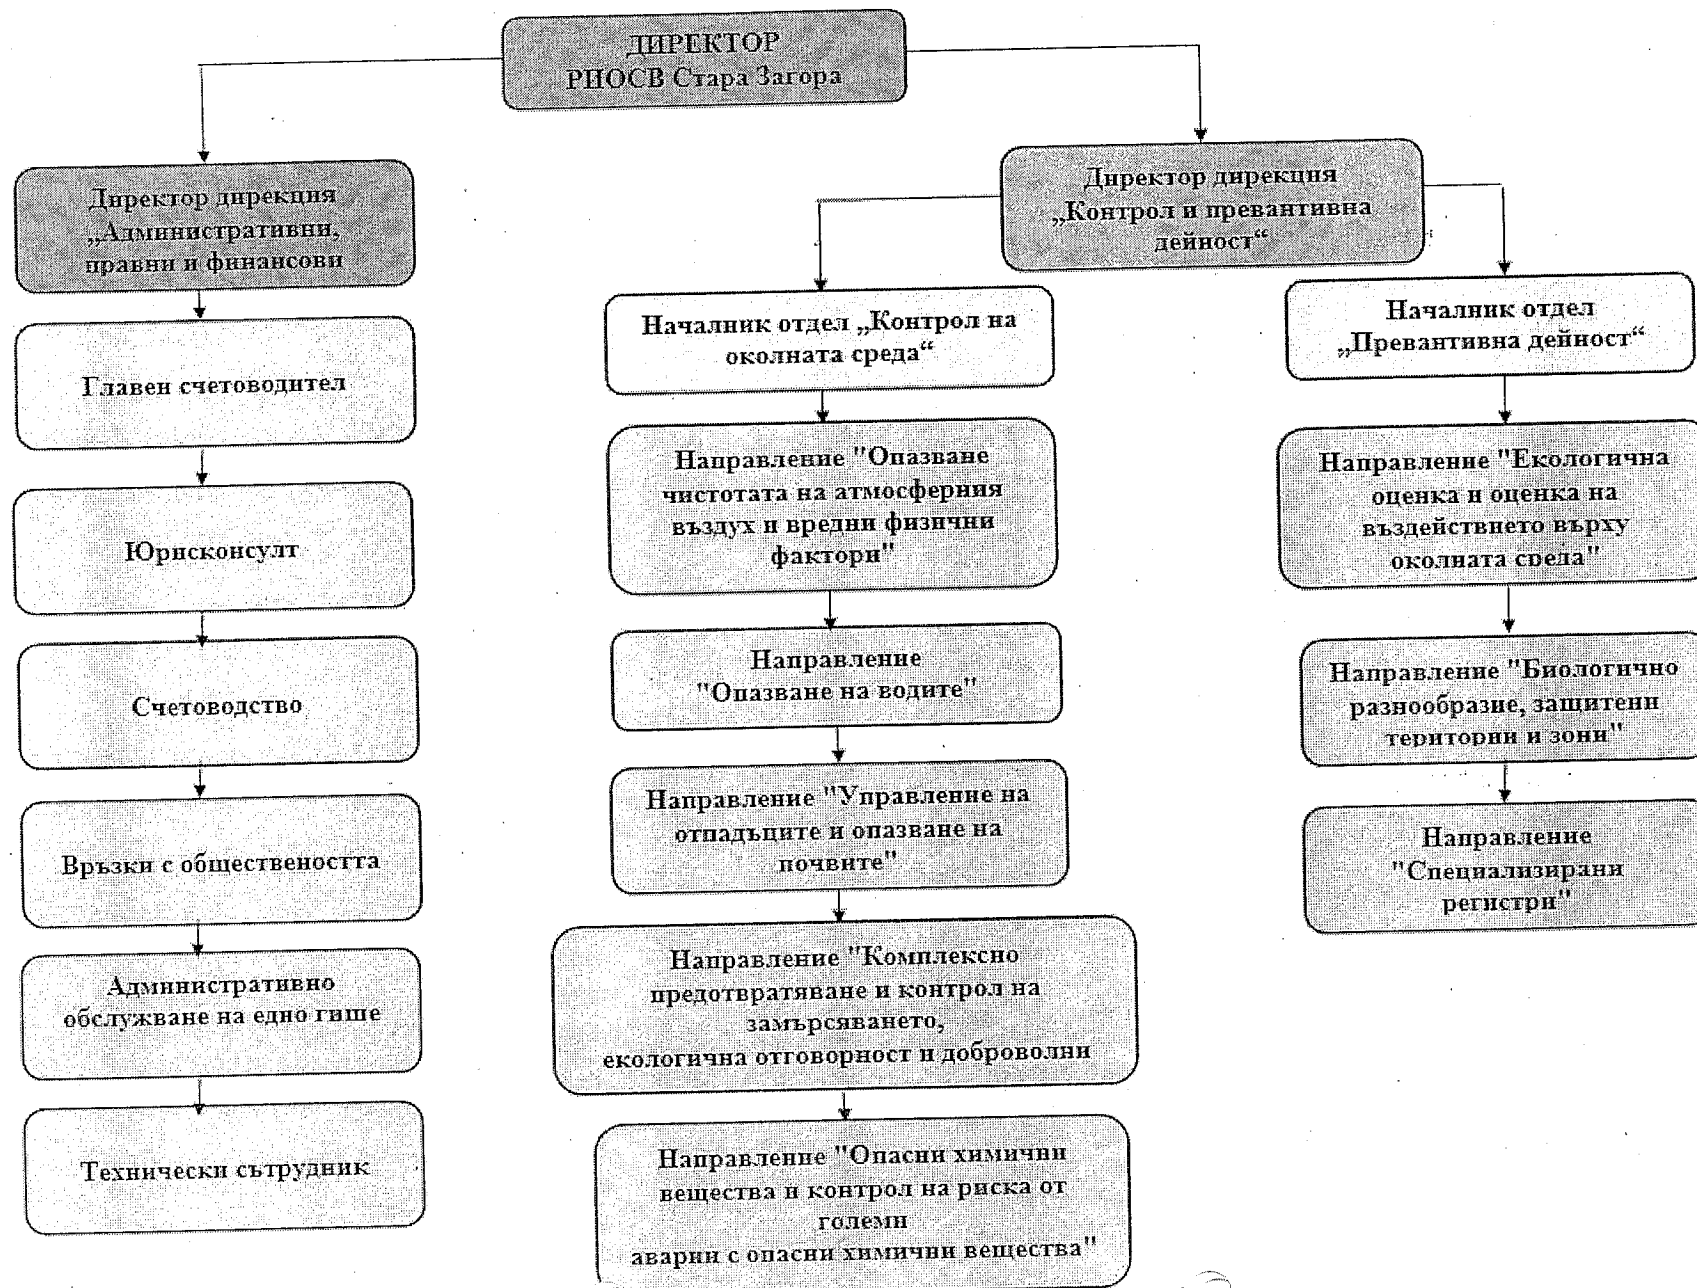 ДИРЕКТОР
РИОСВ Стара Загора
Директор дирекция
„Административни,
правни и финансови
Главен счетоводител
Юрисконсулт
Счетоводство
Връзки с обществеността
Административно
обслужване на едно гише
Технически сътрудник
Директор дирекция
„Контрол и превантивна
дейност“
Началник отдел „Контрол на
околната среда“
Направление "Опазване
чистотата на атмосферния
въздух и вредни физични
фактори"
Направление
"Опазване на водите"
Направление "Управление на
отпадъците и опазване на
почвите"
Направление "Комплексно
предотвратяване и контрол на
замърсяването,
екологична отговорност и доброволни
Направление "Опасни химични
вещества и контрол на риска от
големи
аварии с опасни химични вещества"
Началник отдел
„Превантивна дейност“
Направление "Екологична
оценка и оценка на
въздействието върху
околната среда"
Направление "Биологично
разнообразие, защитени
територии и зони"
Направление
"Специализирани
регистри"